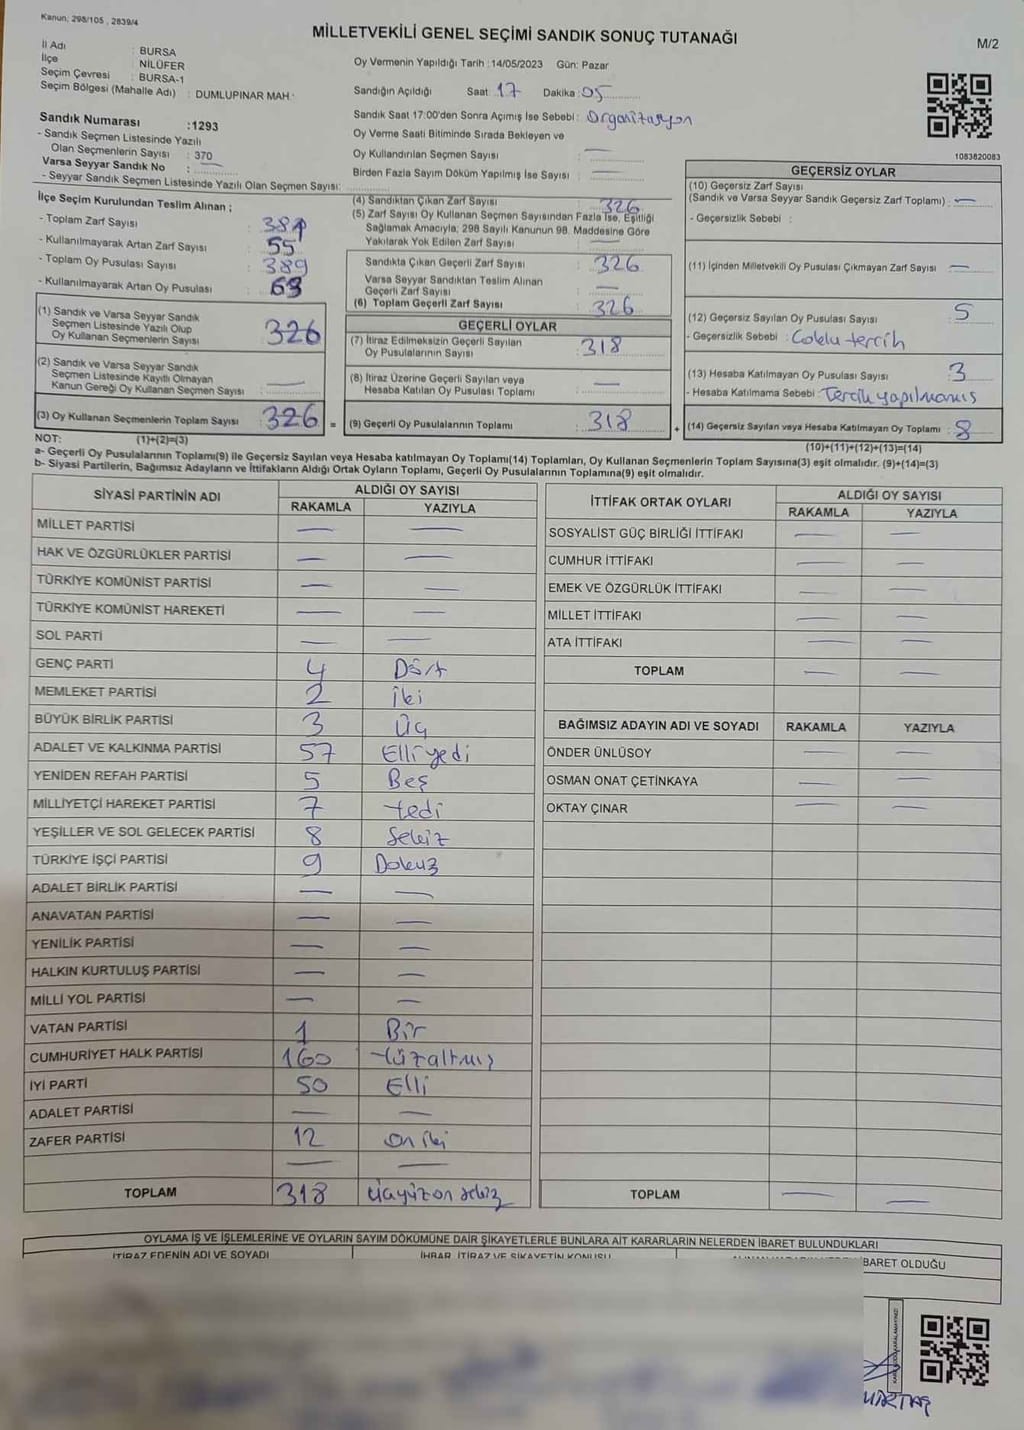 Kanun; 298/105 , 2839/4
MİLLETVEKİLİ GENEL SEÇİMİ SANDIK SONUÇ TUTANAĞI
M/2
İl Adı : BURSA
İlçe : NİLÜFER
Seçim Çevresi : BURSA-1
Seçim Bölgesi (Mahalle Adı) : DUMLUPINAR MAH.
Oy Vermenin Yapıldığı Tarih :14/05/2023 Gün: Pazar
Sandığın Açıldığı Saat 17 Dakika :05
Sandık Saat 17:00'den Sonra Açımış İse Sebebi : Organitasyon
Oy Verme Saati Bitiminde Sırada Bekleyen ve
Oy Kullandırılan Seçmen Sayısı : —
Birden Fazla Sayım Döküm Yapılmış İse Sayısı : —
1083820083
Sandık Numarası :1293
- Sandık Seçmen Listesinde Yazılı
Olan Seçmenlerin Sayısı : 370
Varsa Seyyar Sandık No : —
- Seyyar Sandık Seçmen Listesinde Yazılı Olan Seçmen Sayısı:
İlçe Seçim Kurulundan Teslim Alınan ;
- Toplam Zarf Sayısı : 381
- Kullanılmayarak Artan Zarf Sayısı : 55
- Toplam Oy Pusulası Sayısı : 389
- Kullanılmayarak Artan Oy Pusulası : 63
(1) Sandık ve Varsa Seyyar Sandık
Seçmen Listesinde Yazılı Olup
Oy Kullanan Seçmenlerin Sayısı : 326
(2) Sandık ve Varsa Seyyar Sandık
Seçmen Listesinde Kayıtlı Olmayan
Kanun Gereği Oy Kullanan Seçmen Sayısı : —
(3) Oy Kullanan Seçmenlerin Toplam Sayısı : 326 =
(4) Sandıktan Çıkan Zarf Sayısı : 326
(5) Zarf Sayısı Oy Kullanan Seçmen Sayısından Fazla İse, Eşitliği
Sağlamak Amacıyla; 298 Sayılı Kanunun 98. Maddesine Göre
Yakılarak Yok Edilen Zarf Sayısı : —
Sandıkta Çıkan Geçerli Zarf Sayısı : 326
Varsa Seyyar Sandıktan Teslim Alınan
Geçerli Zarf Sayısı : —
(6) Toplam Geçerli Zarf Sayısı : 326
GEÇERLİ OYLAR
(7) İtiraz Edilmeksizin Geçerli Sayılan
Oy Pusulalarının Sayısı : 318
(8) İtiraz Üzerine Geçerli Sayılan veya
Hesaba Katılan Oy Pusulası Toplamı : —
(9) Geçerli Oy Pusulalarının Toplamı : 318 +
GEÇERSİZ OYLAR
(10) Geçersiz Zarf Sayısı
(Sandık ve Varsa Seyyar Sandık Geçersiz Zarf Toplamı) : —
- Geçersizlik Sebebi :
(11) İçinden Milletvekili Oy Pusulası Çıkmayan Zarf Sayısı : —
(12) Geçersiz Sayılan Oy Pusulası Sayısı : 5
- Geçersizlik Sebebi : Coklu tercih
(13) Hesaba Katılmayan Oy Pusulası Sayısı : 3
- Hesaba Katılmama Sebebi : Tercih yapılmamış
(14) Geçersiz Sayılan veya Hesaba Katılmayan Oy Toplamı : 8
NOT: (1)+(2)=(3)
(10)+(11)+(12)+(13)=(14)
a- Geçerli Oy Pusulalarının Toplamı(9) ile Geçersiz Sayılan veya Hesaba katılmayan Oy Toplamı(14) Toplamları, Oy Kullanan Seçmenlerin Toplam Sayısına(3) eşit olmalıdır. (9)+(14)=(3)
b- Siyasi Partilerin, Bağımsız Adayların ve İttifakların Aldığı Ortak Oyların Toplamı, Geçerli Oy Pusulalarının Toplamına(9) eşit olmalıdır.
SİYASİ PARTİNİN ADI ALDIĞI OY SAYISI
RAKAMLA YAZIYLA
MİLLET PARTİSİ — —
HAK VE ÖZGÜRLÜKLER PARTİSİ — —
TÜRKİYE KOMÜNİST PARTİSİ — —
TÜRKİYE KOMÜNİST HAREKETİ — —
SOL PARTİ — —
GENÇ PARTİ 4 Dört
MEMLEKET PARTİSİ 2 İki
BÜYÜK BİRLİK PARTİSİ 3 Üç
ADALET VE KALKINMA PARTİSİ 57 Elliyedi
YENİDEN REFAH PARTİSİ 5 Beş
MİLLİYETÇİ HAREKET PARTİSİ 7 Yedi
YEŞİLLER VE SOL GELECEK PARTİSİ 8 Sekiz
TÜRKİYE İŞÇİ PARTİSİ 9 Dokuz
ADALET BİRLİK PARTİSİ — —
ANAVATAN PARTİSİ — —
YENİLİK PARTİSİ — —
HALKIN KURTULUŞ PARTİSİ — —
MİLLİ YOL PARTİSİ — —
VATAN PARTİSİ 1 Bir
CUMHURİYET HALK PARTİSİ 160 Yüzaltmış
İYİ PARTİ 50 Elli
ADALET PARTİSİ — —
ZAFER PARTİSİ 12 on iki
— —
TOPLAM 318 Üçyüzon sekiz
İTTİFAK ORTAK OYLARI ALDIĞI OY SAYISI
RAKAMLA YAZIYLA
SOSYALİST GÜÇ BİRLİĞİ İTTİFAKI — —
CUMHUR İTTİFAKI — —
EMEK VE ÖZGÜRLÜK İTTİFAKI — —
MİLLET İTTİFAKI — —
ATA İTTİFAKI — —
TOPLAM — —
BAĞIMSIZ ADAYIN ADI VE SOYADI RAKAMLA YAZIYLA
ÖNDER ÜNLÜSOY — —
OSMAN ONAT ÇETİNKAYA — —
OKTAY ÇINAR — —
TOPLAM — —
OYLAMA İŞ VE İŞLEMLERİNE VE OYLARIN SAYIM DÖKÜMÜNE DAİR ŞİKAYETLERLE BUNLARA AİT KARARLARIN NELERDEN İBARET BULUNDUKLARI
İTİRAZ EDENİN ADI VE SOYADI İHBAR, İTİRAZ VE ŞİKAYETİN KONUSU
BARET OLDUĞU